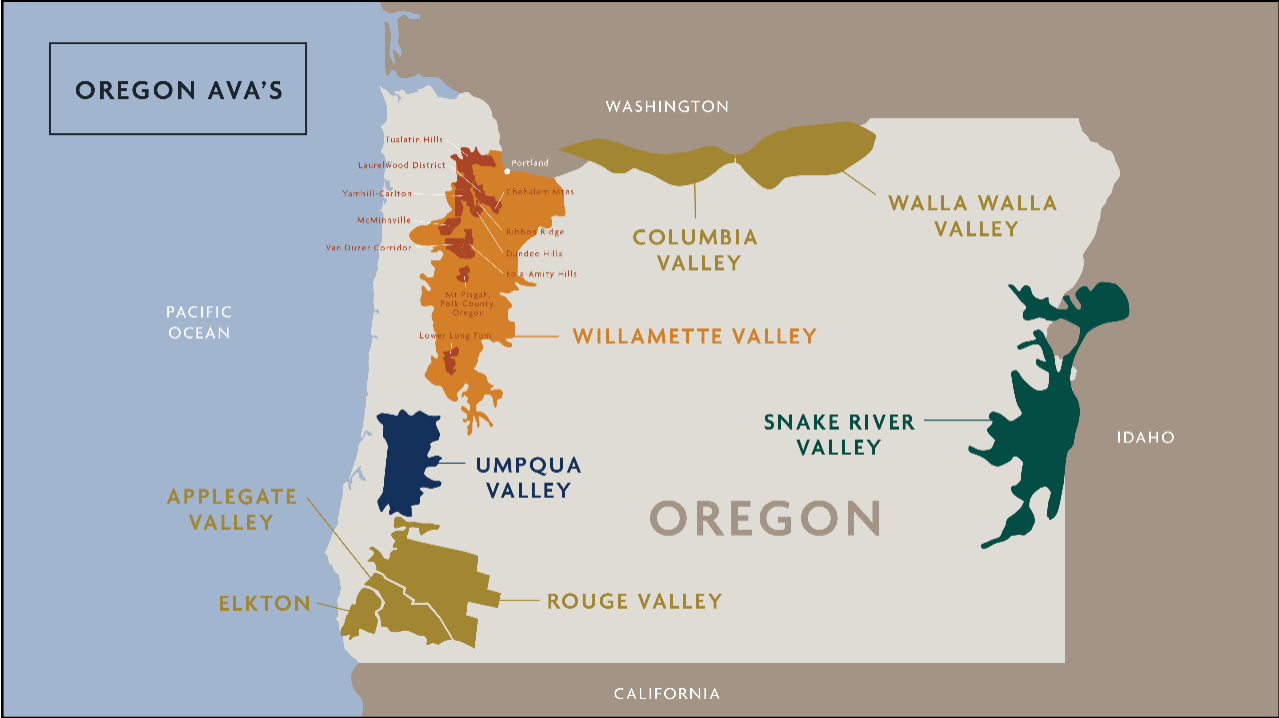 OREGON AVA'S
WASHINGTON
Tualatin Hills
Laurelwood District
Portland
Yamhill-Carlton
Chehalem Mtns
McMinnville
Ribbon Ridge
Van Duzer Corridor
Dundee Hills
Eola-Amity Hills
Mt Pisgah,
Polk County,
Oregon
Lower Long Tom
WALLA WALLA
VALLEY
COLUMBIA
VALLEY
PACIFIC
OCEAN
WILLAMETTE VALLEY
SNAKE RIVER
VALLEY
IDAHO
UMPQUA
VALLEY
APPLEGATE
VALLEY
OREGON
ELKTON
ROUGE VALLEY
CALIFORNIA